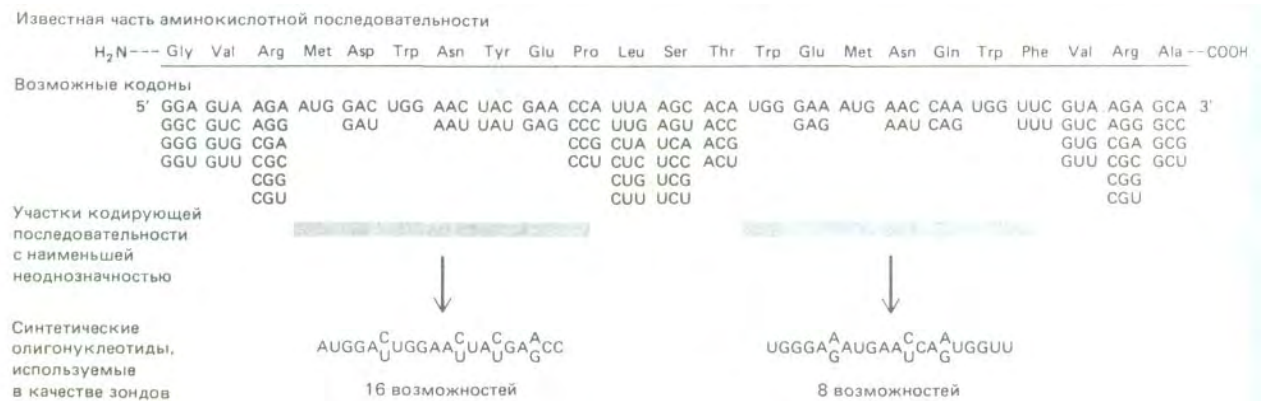 Известная часть аминокислотной последовательности
H2N--- Gly Val Arg Met Asp Trp Asn Tyr Glu Pro Leu Ser Thr Trp Glu Met Asn Gln Trp Phe Val Arg Ala --COOH
Возможные кодоны
5′ GGA GUA AGA AUG GAC UGG AAC UAC GAA CCA UUA AGC ACA UGG GAA AUG AAC CAA UGG UUC GUA AGA GCA 3′
GGC GUC AGG GAU AAU UAU GAG CCC UUG AGU ACC GAG AAU CAG UUU GUC AGG GCC
GGG GUG CGA CCG CUA UCA ACG GUG CGA GCG
GGU GUU CGC CCU CUC UCC ACU GUU CGC GCU
CGG CUG UCG CGG
CGU CUU UCU CGU
Участки кодирующей
последовательности
с наименьшей
неоднозначностью
Синтетические
олигонуклеотиды,
используемые
в качестве зондов
AUGGA C/U UGGAA C/U UA C/U GA A/G CC
UGGGA A/G AUGAA C/U CA A/G UGGUU
16 возможностей
8 возможностей